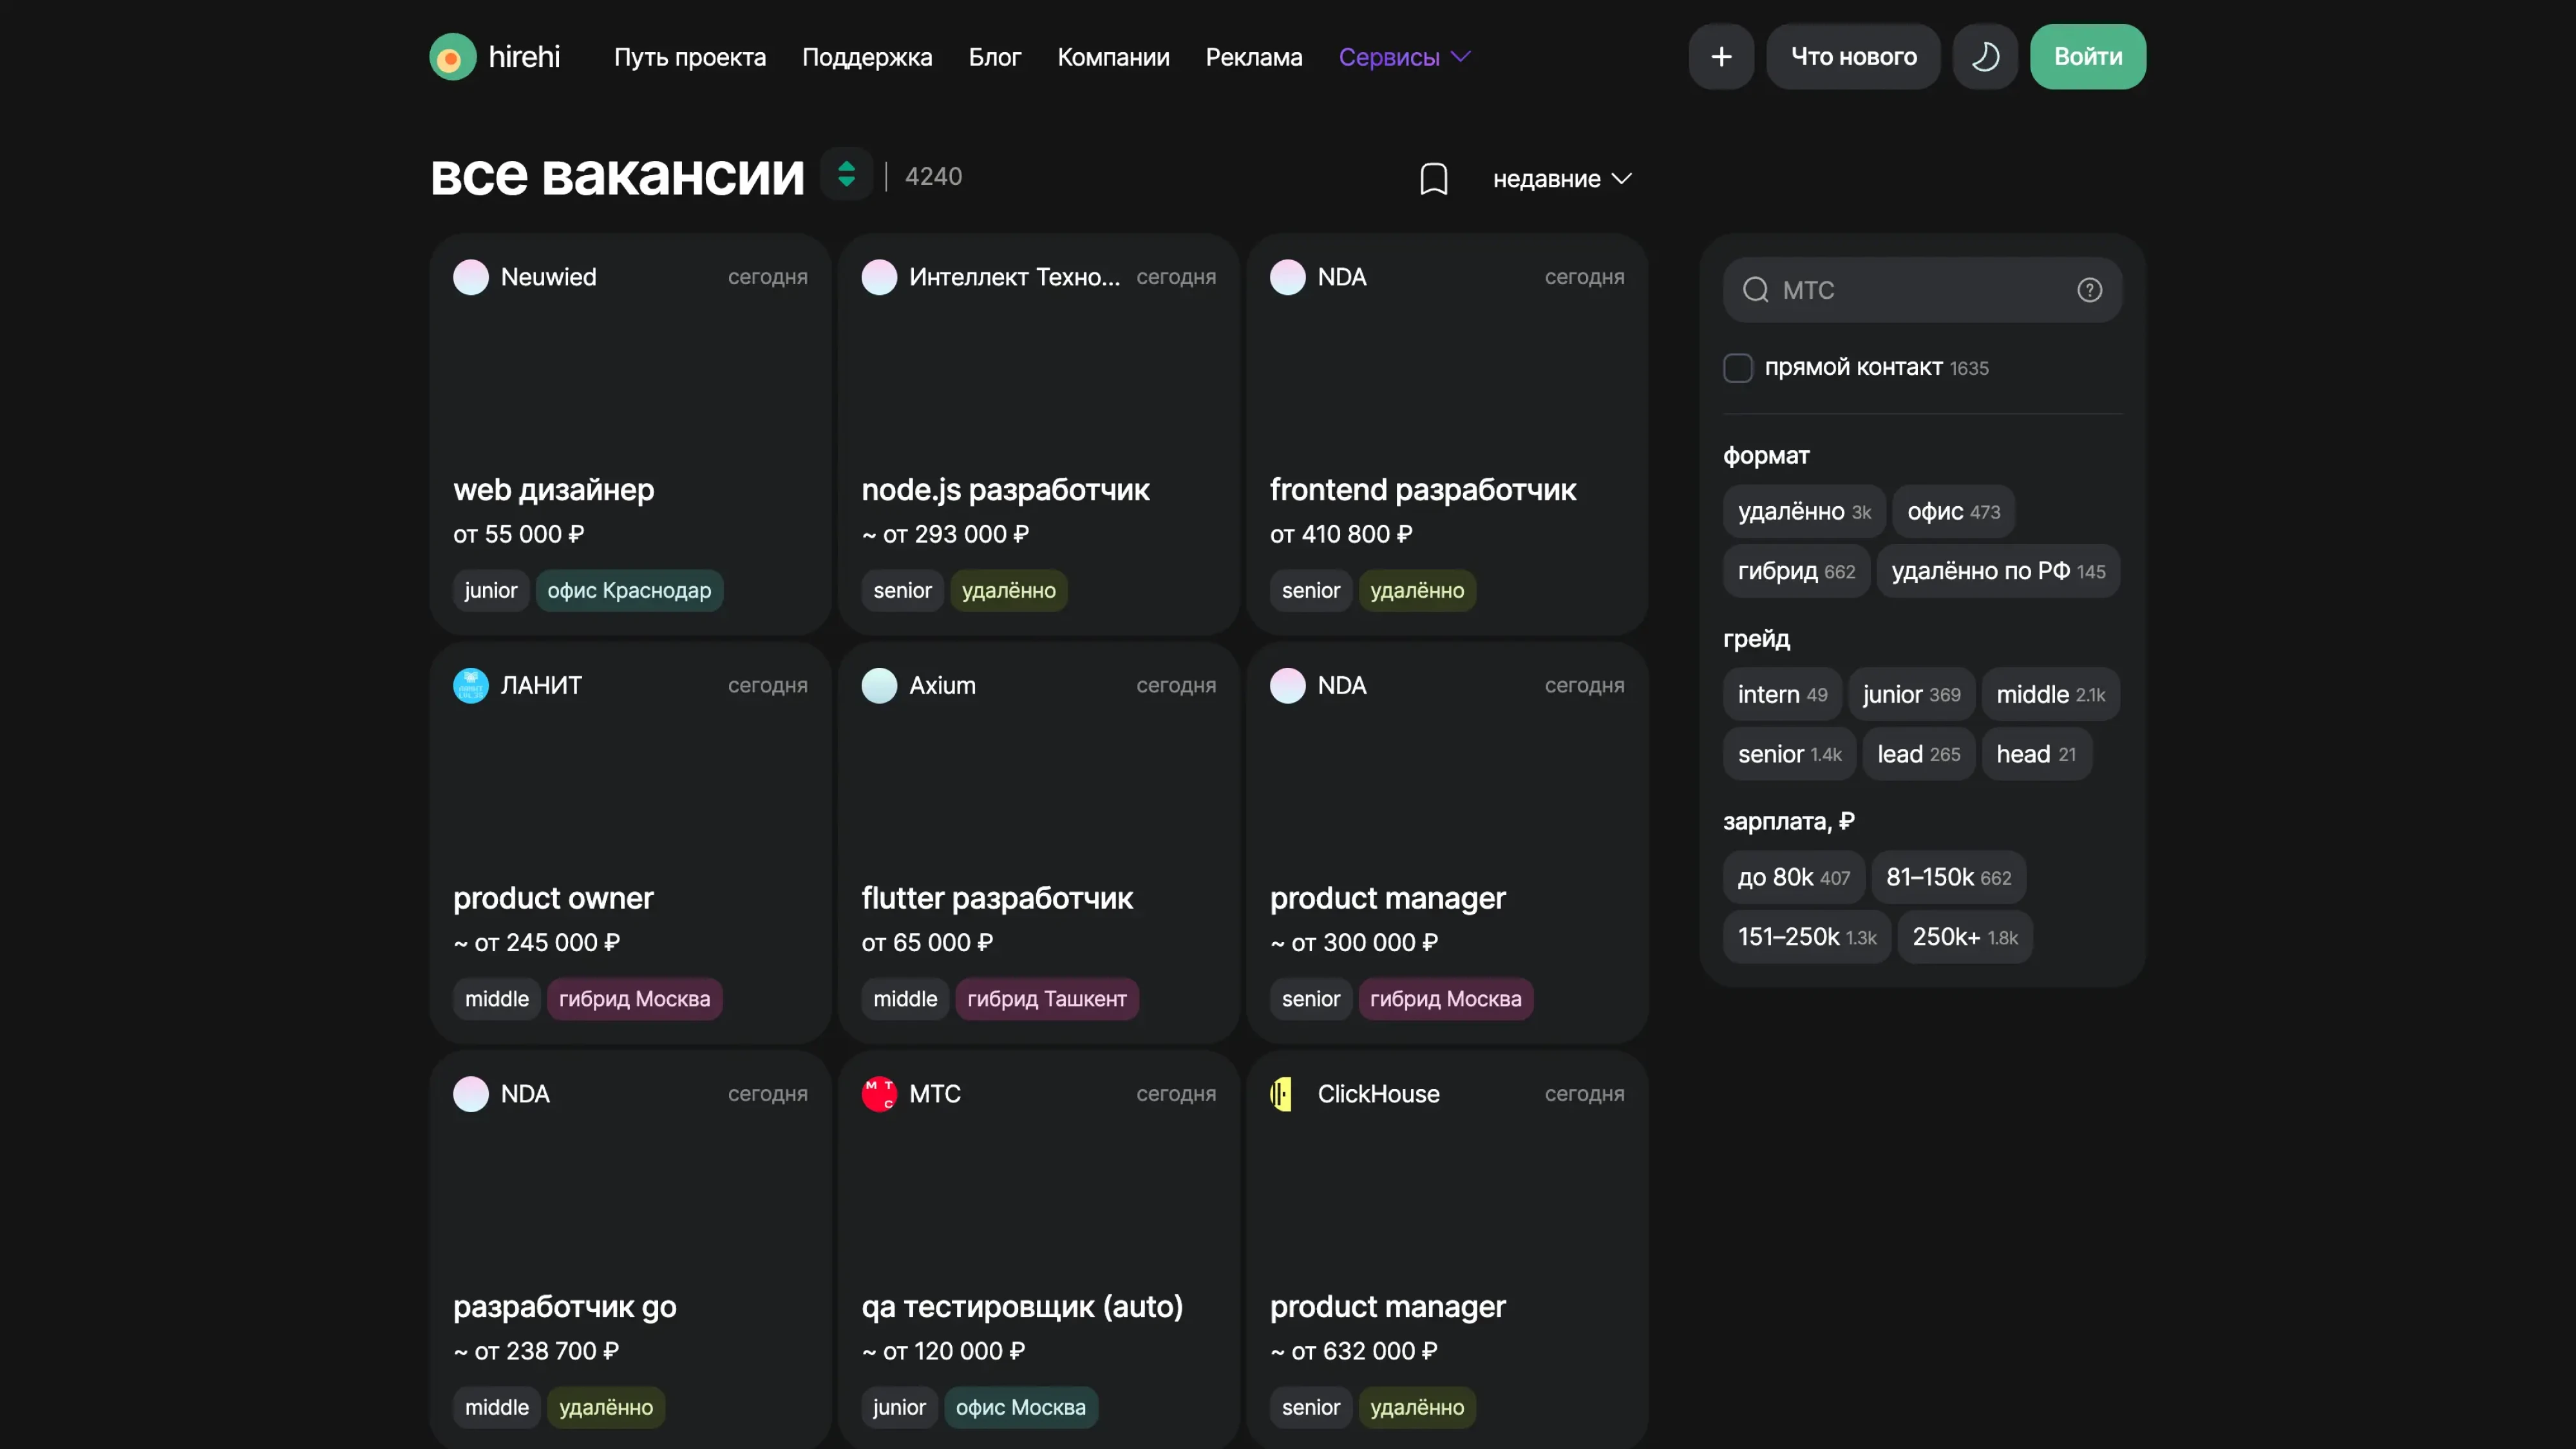 hirehi
Путь проекта
Поддержка
Блог
Компании
Реклама
Сервисы
+
Что нового
Войти
все вакансии
4240
недавние
Neuwied
сегодня
web дизайнер
от 55 000 ₽
junior
офис Краснодар
Интеллект Техно...
сегодня
node.js разработчик
~ от 293 000 ₽
senior
удалённо
NDA
сегодня
frontend разработчик
от 410 800 ₽
senior
удалённо
ЛАНИТ
сегодня
product owner
~ от 245 000 ₽
middle
гибрид Москва
Axium
сегодня
flutter разработчик
от 65 000 ₽
middle
гибрид Ташкент
NDA
сегодня
product manager
~ от 300 000 ₽
senior
гибрид Москва
NDA
сегодня
разработчик go
~ от 238 700 ₽
middle
удалённо
М Т С
МТС
сегодня
qa тестировщик (auto)
~ от 120 000 ₽
junior
офис Москва
ClickHouse
сегодня
product manager
~ от 632 000 ₽
senior
удалённо
МТС
?
прямой контакт 1635
формат
удалённо 3k
офис 473
гибрид 662
удалённо по РФ 145
грейд
intern 49
junior 369
middle 2.1k
senior 1.4k
lead 265
head 21
зарплата, ₽
до 80k 407
81–150k 662
151–250k 1.3k
250k+ 1.8k